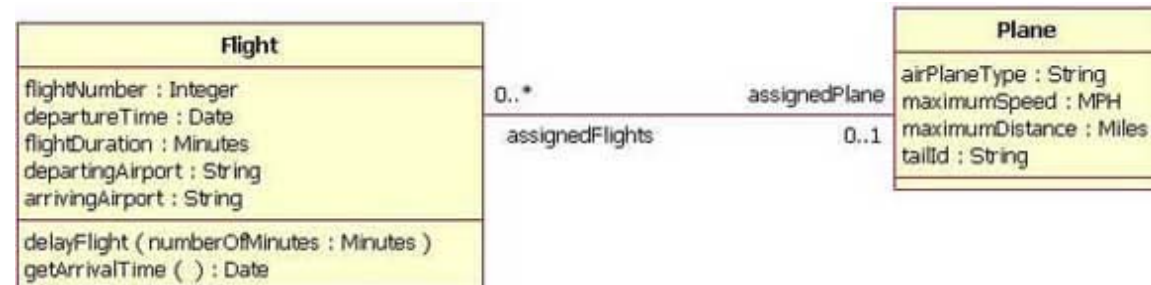 Flight
flightNumber : Integer
departureTime : Date
flightDuration : Minutes
departingAirport : String
arrivingAirport : String
delayFlight ( numberOfMinutes : Minutes )
getArrivalTime ( ) : Date
0..*
assignedFlights
assignedPlane
0..1
Plane
airPlaneType : String
maximumSpeed : MPH
maximumDistance : Miles
tailId : String